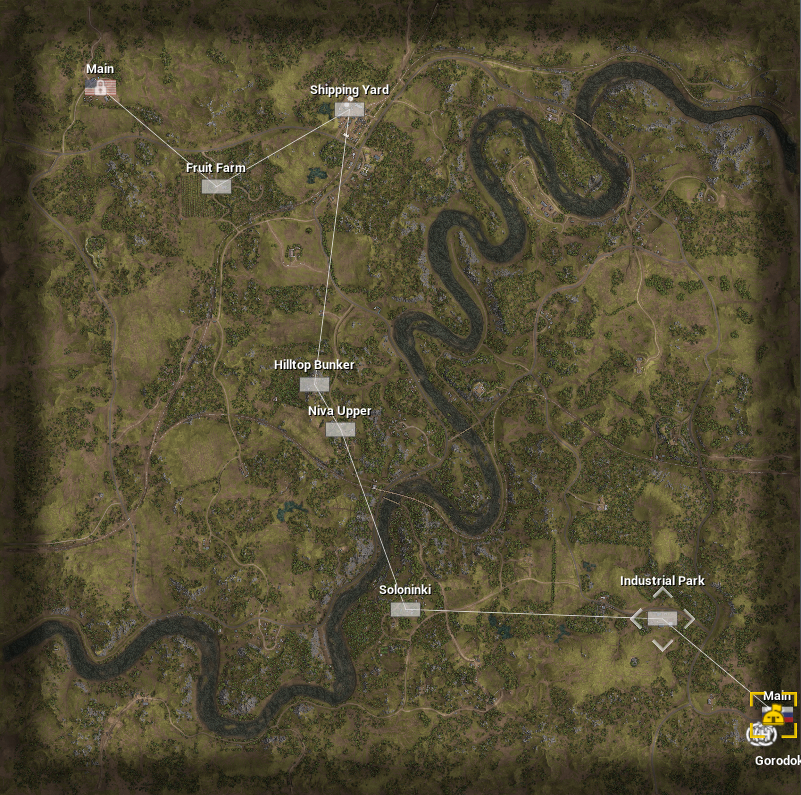 Main
Shipping Yard
Fruit Farm
Hilltop Bunker
Niva Upper
Soloninki
Industrial Park
Main
Gorodok